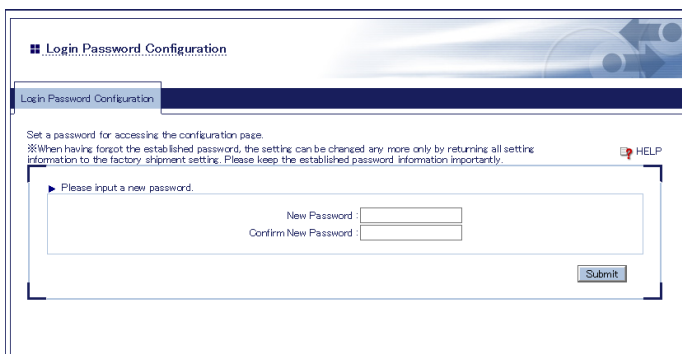 Login Password Configuration
Login Password Configuration
Set a password for accessing the configuration page.
※When having forgot the established password, the setting can be changed any more only by returning all setting
information to the factory shipment setting. Please keep the established password information importantly.
HELP
Please input a new password.
New Password :
Confirm New Password :
Submit